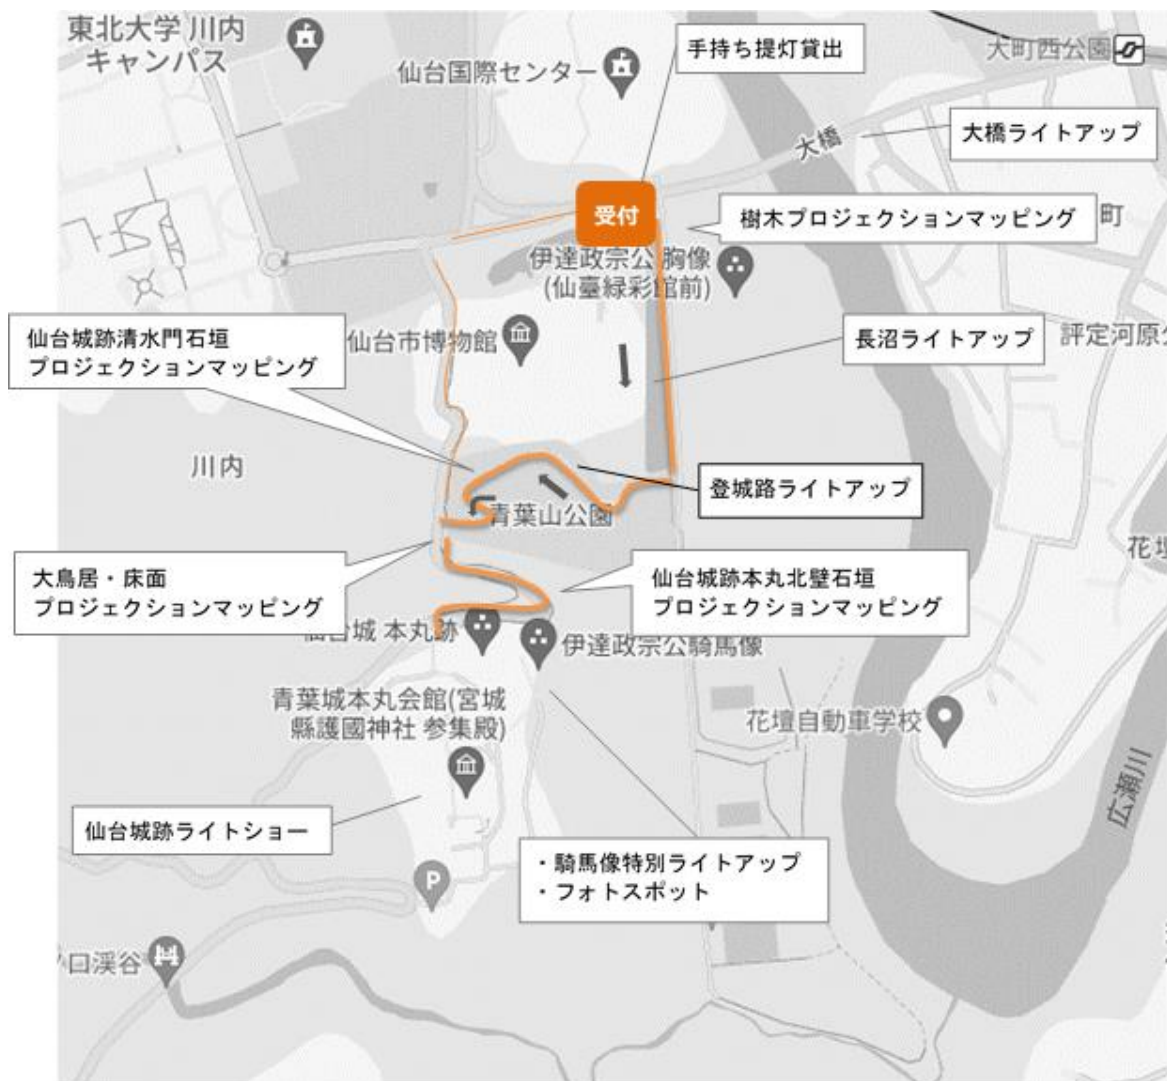 東北大学 川内
キャンパス
仙台国際センター
手持ち提灯貸出
大町西公園
大橋ライトアップ
大橋
受付
樹木プロジェクションマッピング
町
伊達政宗公 胸像
(仙臺緑彩館前)
仙台城跡清水門石垣
プロジェクションマッピング
仙台市博物館
長沼ライトアップ
評定河原
川内
登城路ライトアップ
青葉山公園
大鳥居・床面
プロジェクションマッピング
仙台城跡本丸北壁石垣
プロジェクションマッピング
花壇
仙台城 本丸跡
伊達政宗公騎馬像
青葉城本丸会館(宮城
縣護國神社 参集殿)
花壇自動車学校
広瀬川
仙台城跡ライトショー
・騎馬像特別ライトアップ
・フォトスポット
P
口渓谷